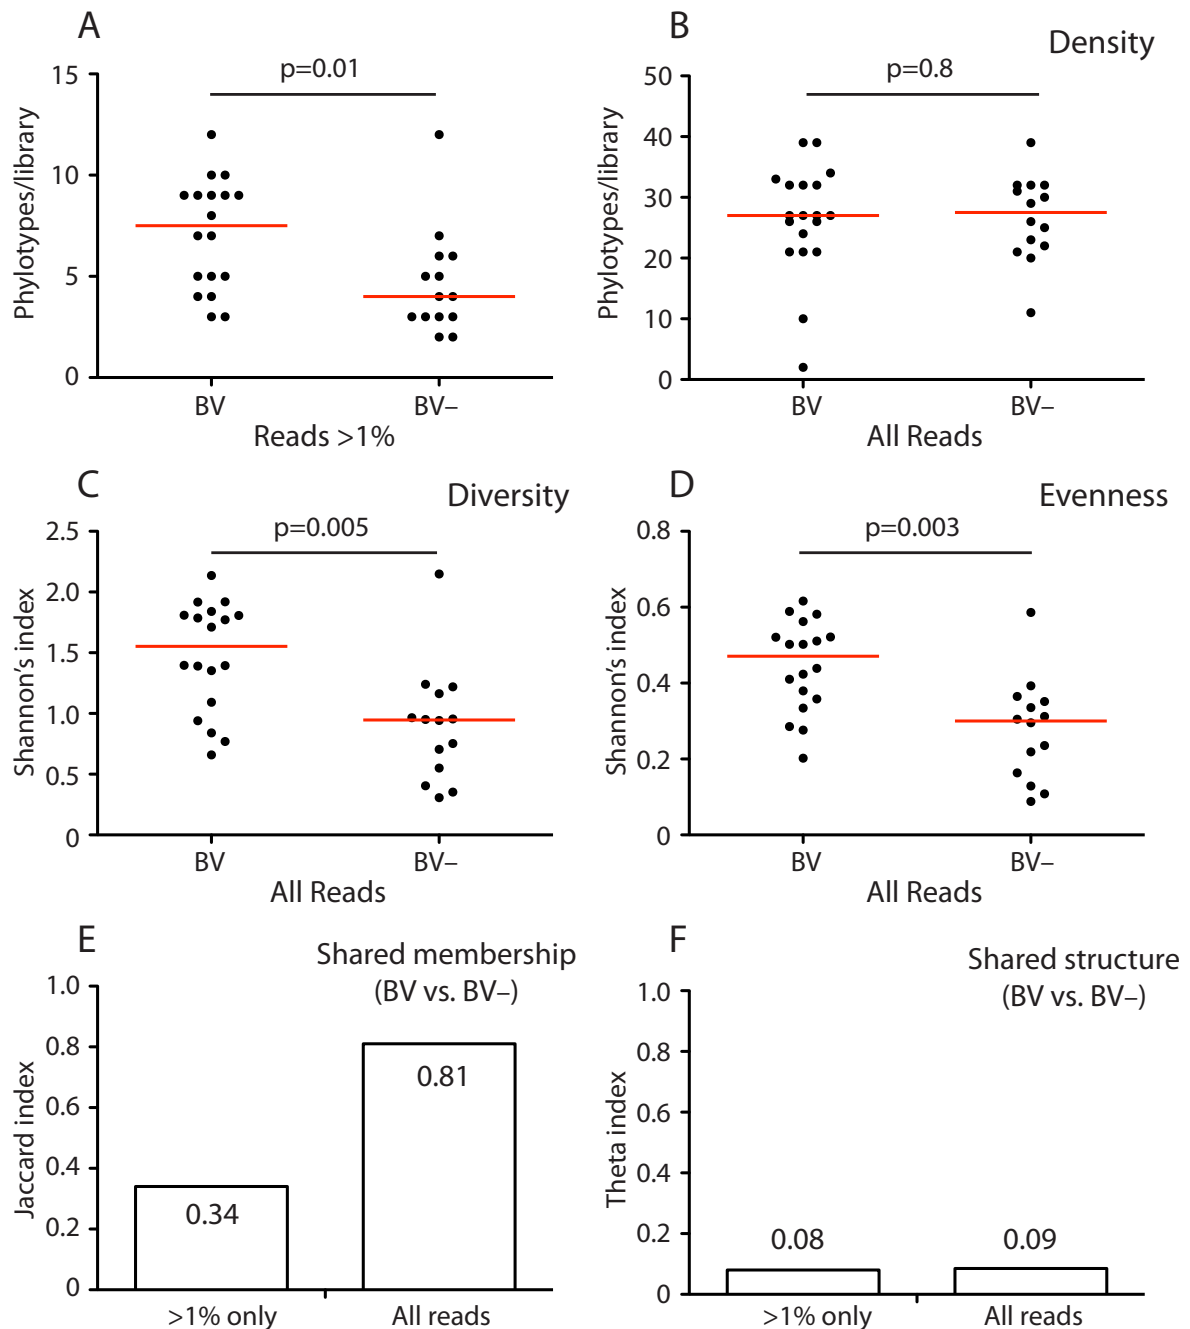 A
p=0.01
15
10
5
0
Phylotypes/library
BV
BV–
Reads >1%
B
Density
p=0.8
50
40
30
20
10
0
Phylotypes/library
BV
BV–
All Reads
C
Diversity
p=0.005
2.5
2.0
1.5
1.0
0.5
0
Shannon's index
BV
BV–
All Reads
D
Evenness
p=0.003
0.8
0.6
0.4
0.2
0
Shannon's index
BV
BV–
All Reads
E
Shared membership
(BV vs. BV–)
1.0
0.8
0.6
0.4
0.2
0
Jaccard index
0.34
0.81
>1% only
All reads
F
Shared structure
(BV vs. BV–)
1.0
0.8
0.6
0.4
0.2
0
Theta index
0.08
0.09
>1% only
All reads